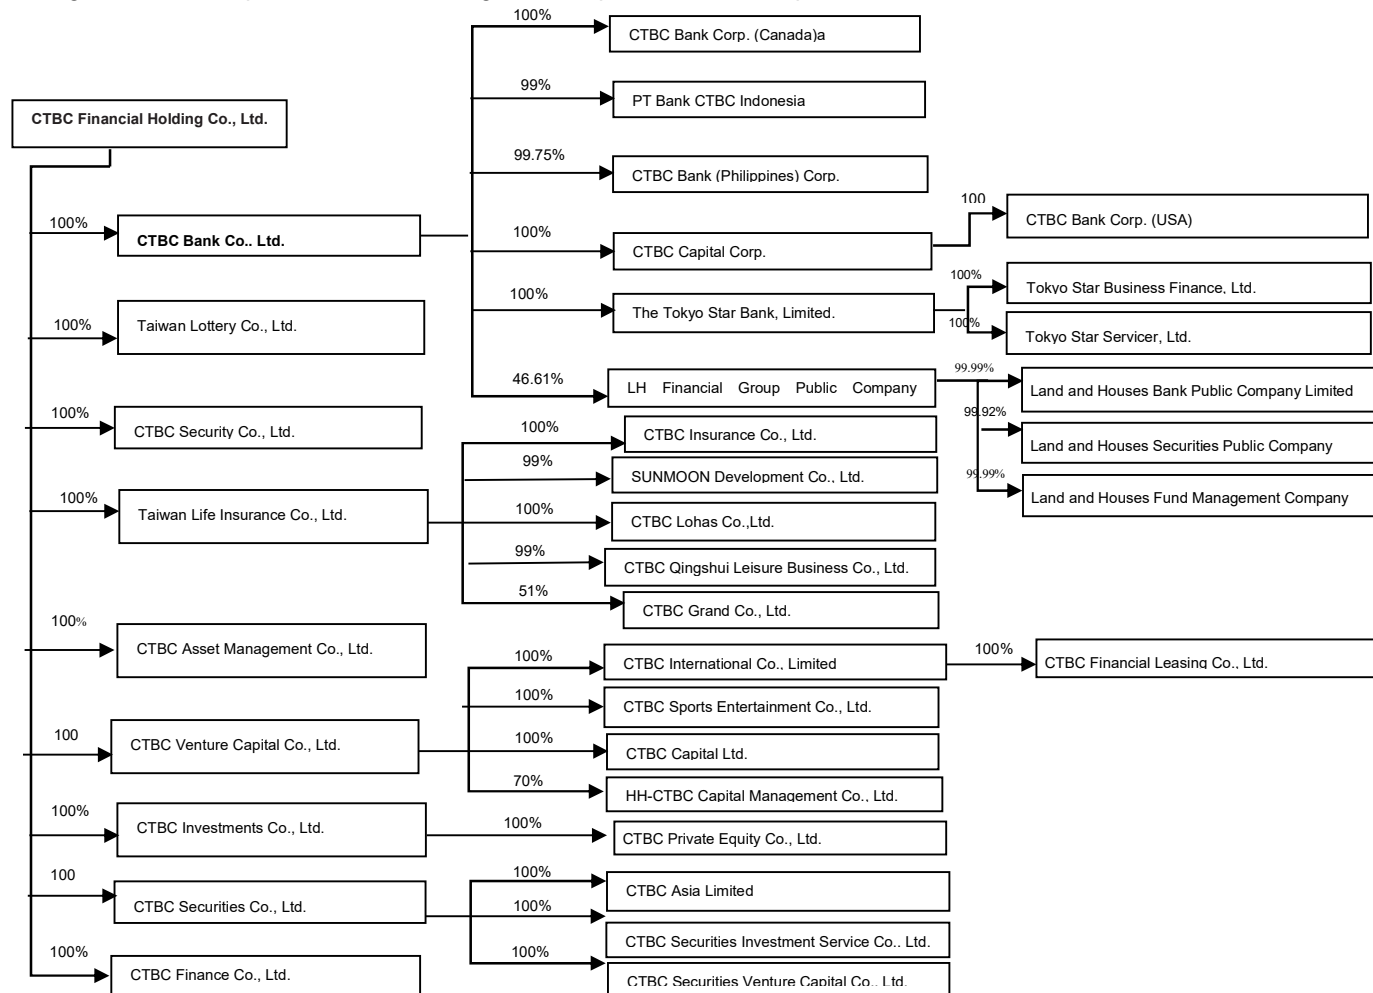 100%
CTBC Bank Corp. (Canada)a
99%
PT Bank CTBC Indonesia
CTBC Financial Holding Co., Ltd.
99.75%
CTBC Bank (Philippines) Corp.
100
CTBC Bank Corp. (USA)
100%
CTBC Bank Co.. Ltd.
100%
CTBC Capital Corp.
100%
Tokyo Star Business Finance, Ltd.
100%
The Tokyo Star Bank, Limited.
100%
Taiwan Lottery Co., Ltd.
100%
Tokyo Star Servicer, Ltd.
46.61%
LH Financial Group Public Company
99.99%
Land and Houses Bank Public Company Limited
100%
CTBC Security Co., Ltd.
99.92%
Land and Houses Securities Public Company
100%
CTBC Insurance Co., Ltd.
99%
SUNMOON Development Co., Ltd.
99.99%
Land and Houses Fund Management Company
100%
Taiwan Life Insurance Co., Ltd.
100%
CTBC Lohas Co.,Ltd.
99%
CTBC Qingshui Leisure Business Co., Ltd.
51%
CTBC Grand Co., Ltd.
100%
CTBC Asset Management Co., Ltd.
100%
CTBC International Co., Limited
100%
CTBC Financial Leasing Co., Ltd.
100%
CTBC Sports Entertainment Co., Ltd.
100
CTBC Venture Capital Co., Ltd.
100%
CTBC Capital Ltd.
70%
HH-CTBC Capital Management Co., Ltd.
100%
CTBC Investments Co., Ltd.
100%
CTBC Private Equity Co., Ltd.
100
CTBC Securities Co., Ltd.
100%
CTBC Asia Limited
100%
CTBC Securities Investment Service Co.. Ltd.
100%
CTBC Securities Venture Capital Co.. Ltd.
100%
CTBC Finance Co., Ltd.